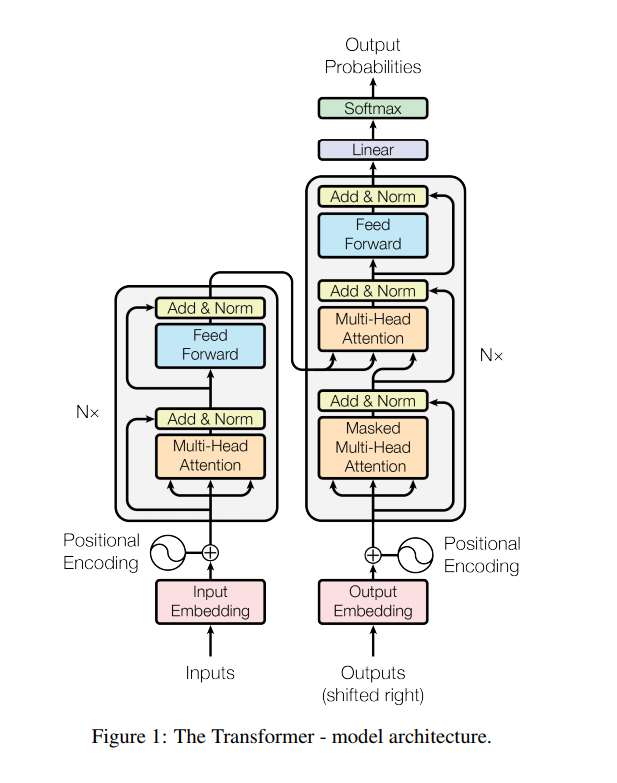 Output
Probabilities
Softmax
Linear
Add & Norm
Feed
Forward
Add & Norm
Multi-Head
Attention
Add & Norm
Masked
Multi-Head
Attention
N×
Add & Norm
Feed
Forward
Add & Norm
Multi-Head
Attention
N×
Positional
Encoding
Positional
Encoding
Input
Embedding
Output
Embedding
Inputs
Outputs
(shifted right)
Figure 1: The Transformer - model architecture.